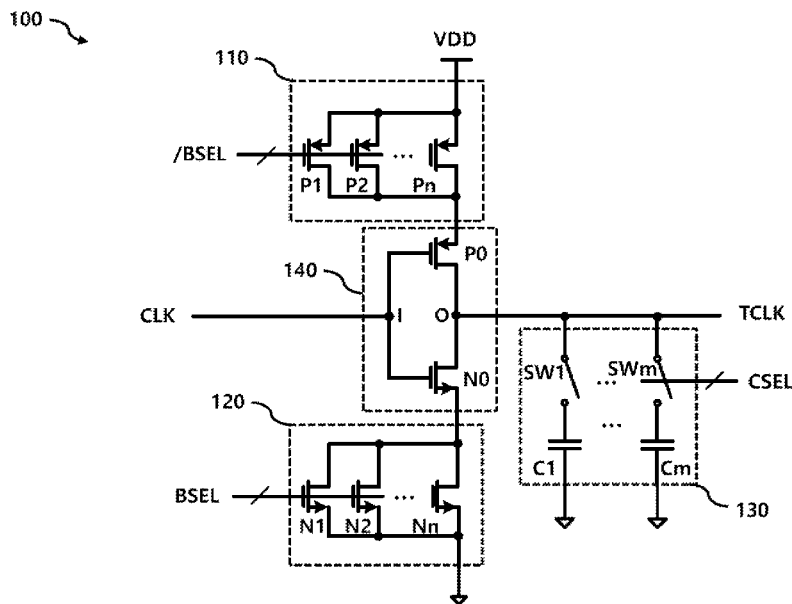 100
110
VDD
/BSEL
P1
P2
...
Pn
140
P0
CLK
I
O
TCLK
N0
SW1
...
SWm
CSEL
120
...
C1
Cm
BSEL
N1
N2
...
Nn
130